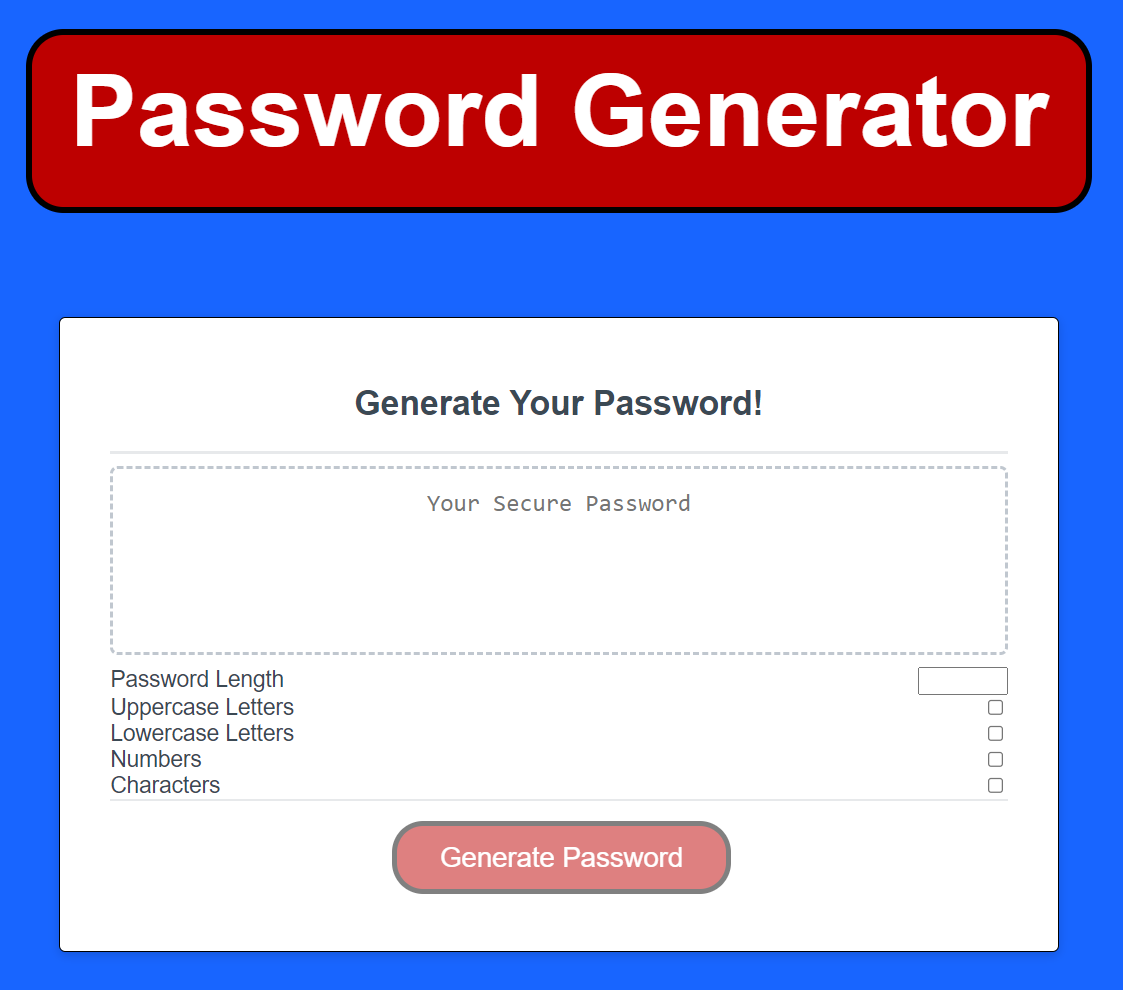 Password Generator
Generate Your Password!
Your Secure Password
Password Length
Uppercase Letters
Lowercase Letters
Numbers
Characters
Generate Password